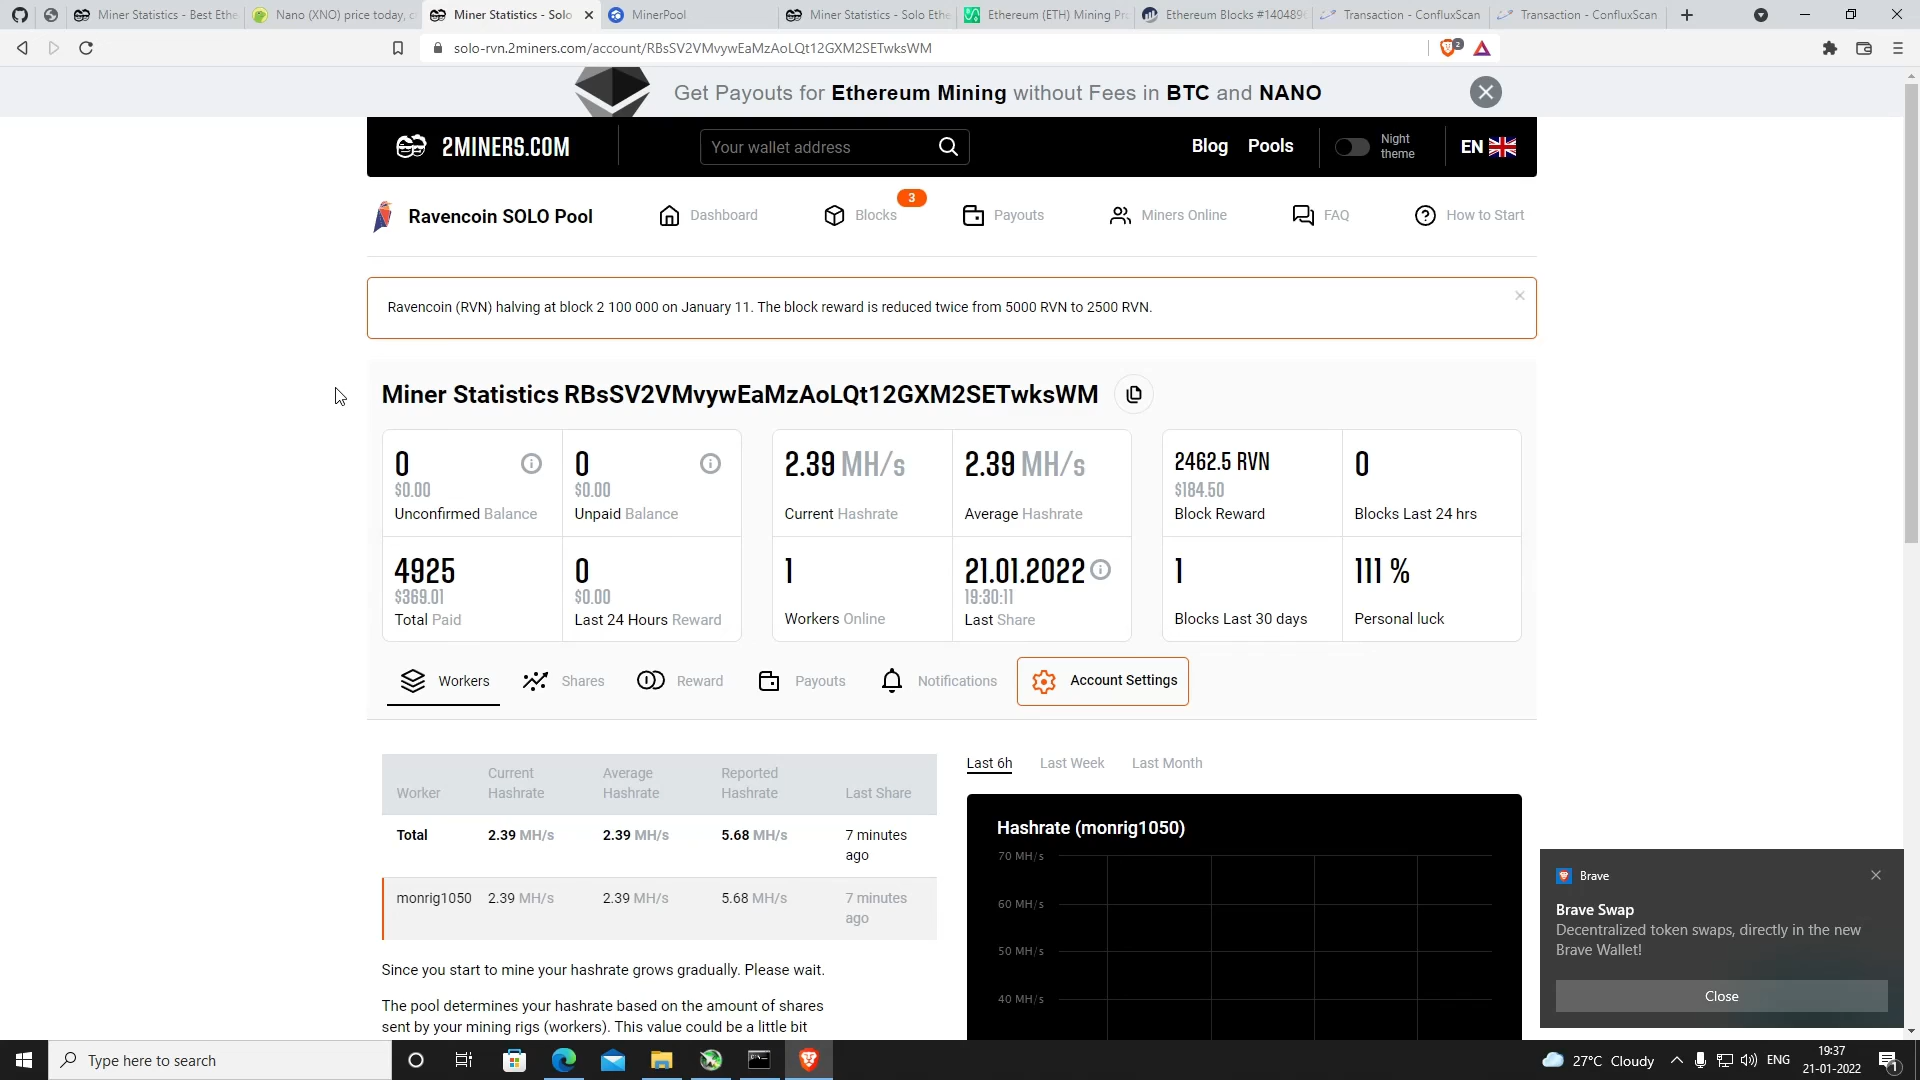 Miner Statistics - Best Ethe
Nano (XNO) price today, c
Miner Statistics - Solo
MinerPool
Miner Statistics - Solo Ethe
Ethereum (ETH) Mining Pr
Ethereum Blocks #140489
Transaction - ConfluxScan
Transaction - ConfluxScan
solo-rvn.2miners.com/account/RBsSV2VMvywEaMzAoLQt12GXM2SETwksWM
2
Get Payouts for Ethereum Mining without Fees in BTC and NANO
2MINERS.COM
Your wallet address
Blog
Pools
Night theme
EN
Ravencoin SOLO Pool
Dashboard
Blocks
3
Payouts
Miners Online
FAQ
How to Start
Ravencoin (RVN) halving at block 2 100 000 on January 11. The block reward is reduced twice from 5000 RVN to 2500 RVN.
Miner Statistics RBsSV2VMvywEaMzAoLQt12GXM2SETwksWM
0
$0.00
Unconfirmed Balance
0
$0.00
Unpaid Balance
2.39 MH/s
Current Hashrate
2.39 MH/s
Average Hashrate
2462.5 RVN
$184.50
Block Reward
0
Blocks Last 24 hrs
4925
$369.01
Total Paid
0
$0.00
Last 24 Hours Reward
1
Workers Online
21.01.2022
19:30:11
Last Share
1
Blocks Last 30 days
111 %
Personal luck
Workers
Shares
Reward
Payouts
Notifications
Account Settings
Worker
Current Hashrate
Average Hashrate
Reported Hashrate
Last Share
Total 2.39 MH/s 2.39 MH/s 5.68 MH/s 7 minutes ago
monrig1050 2.39 MH/s 2.39 MH/s 5.68 MH/s 7 minutes ago
Since you start to mine your hashrate grows gradually. Please wait.
The pool determines your hashrate based on the amount of shares
sent by your mining rigs (workers). This value could be a little bit
Last 6h
Last Week
Last Month
Hashrate (monrig1050)
70 MH/s
60 MH/s
50 MH/s
40 MH/s
Brave
Brave Swap
Decentralized token swaps, directly in the new
Brave Wallet!
Close
Type here to search
27°C Cloudy
ENG
19:37
21-01-2022
1